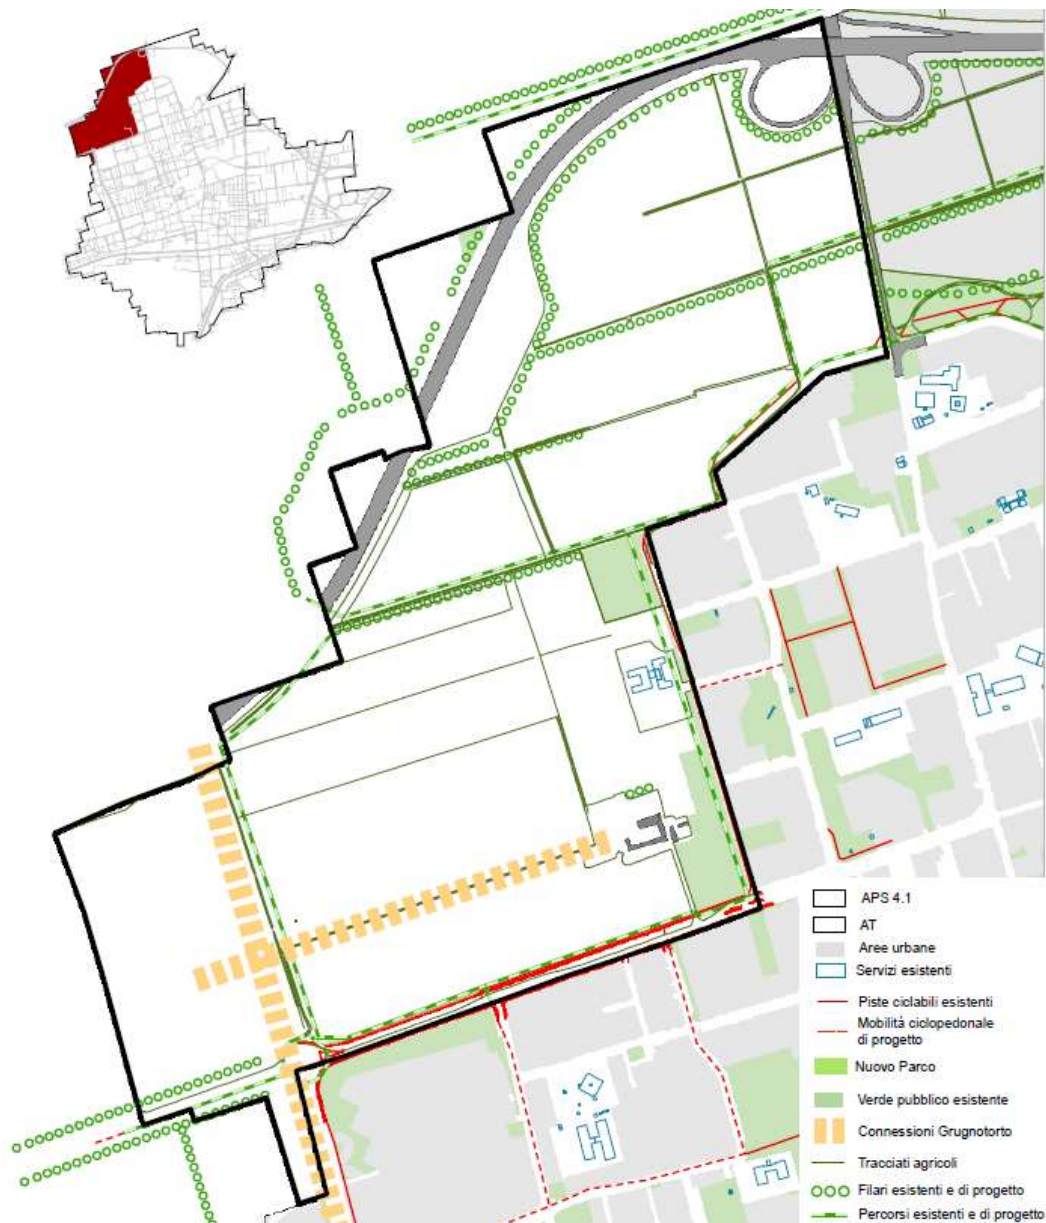 APS 4.1
AT
Aree urbane
Servizi esistenti
Piste ciclabili esistenti
Mobilità ciclopedonale
di progetto
Nuovo Parco
Verde pubblico esistente
Connessioni Grugnotorto
Tracciati agricoli
Filari esistenti e di progetto
Percorsi esistenti e di progetto